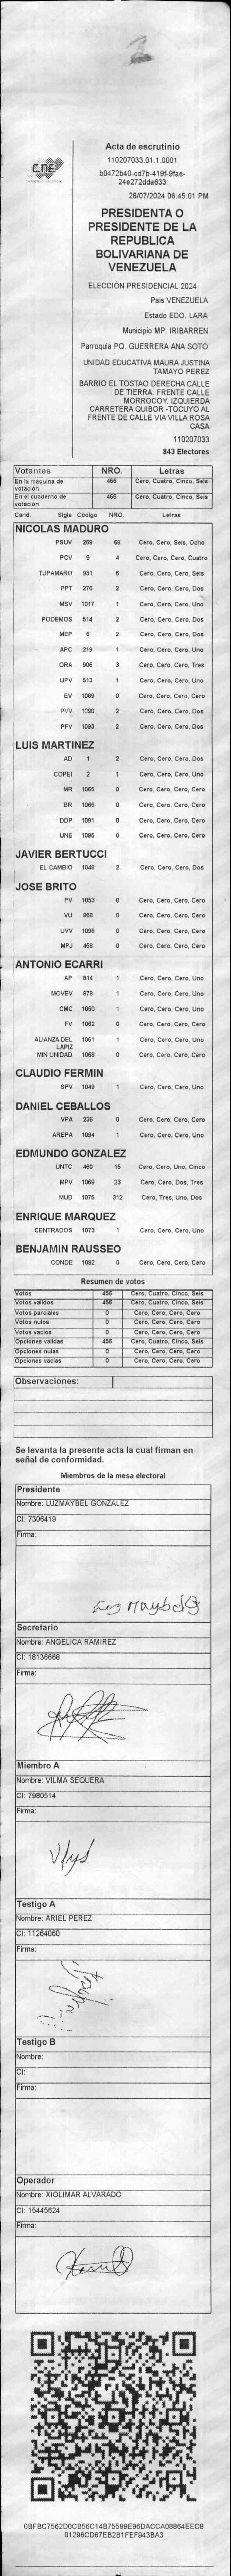 2
CNE
Acta de escrutinio
110207033.01.1.0001
b0472b40-cd7b-419f-9fae-
24e272dda633
28/07/2024 06:45:01 PM
PRESIDENTA O
PRESIDENTE DE LA
REPUBLICA
BOLIVARIANA DE
VENEZUELA
ELECCIÓN PRESIDENCIAL 2024
País VENEZUELA
Estado EDO. LARA
Municipio MP. IRIBARREN
Parroquia PQ. GUERRERA ANA SOTO
UNIDAD EDUCATIVA MAURA JUSTINA
TAMAYO PEREZ
BARRIO EL TOSTAO DERECHA CALLE
DE TIERRA. FRENTE CALLE
MORROCOY. IZQUIERDA
CARRETERA QUIBOR -TOCUYO AL
FRENTE DE CALLE VIA VILLA ROSA
CASA
110207033
843 Electores
Votantes NRO. Letras
En la máquina de votación 456 Cero, Cuatro, Cinco, Seis
En el cuaderno de votación 456 Cero, Cuatro, Cinco, Seis
Cand. Sigla Código NRO. Letras
NICOLAS MADURO
PSUV 268 68 Cero, Cero, Seis, Ocho
PCV 9 4 Cero, Cero, Cero, Cuatro
TUPAMARO 931 6 Cero, Cero, Cero, Seis
PPT 276 2 Cero, Cero, Cero, Dos
MSV 1017 1 Cero, Cero, Cero, Uno
PODEMOS 514 2 Cero, Cero, Cero, Dos
MEP 6 2 Cero, Cero, Cero, Dos
APC 219 1 Cero, Cero, Cero, Uno
ORA 906 3 Cero, Cero, Cero, Tres
UPV 513 1 Cero, Cero, Cero, Uno
EV 1089 0 Cero, Cero, Cero, Cero
PVV 1090 2 Cero, Cero, Cero, Dos
PFV 1093 2 Cero, Cero, Cero, Dos
LUIS MARTINEZ
AD 1 2 Cero, Cero, Cero, Dos
COPEI 2 1 Cero, Cero, Cero, Uno
MR 1065 0 Cero, Cero, Cero, Cero
BR 1066 0 Cero, Cero, Cero, Cero
DDP 1091 0 Cero, Cero, Cero, Cero
UNE 1095 0 Cero, Cero, Cero, Cero
JAVIER BERTUCCI
EL CAMBIO 1048 2 Cero, Cero, Cero, Dos
JOSE BRITO
PV 1053 0 Cero, Cero, Cero, Cero
VU 868 0 Cero, Cero, Cero, Cero
UVV 1096 0 Cero, Cero, Cero, Cero
MPJ 458 0 Cero, Cero, Cero, Cero
ANTONIO ECARRI
AP 814 1 Cero, Cero, Cero, Uno
MOVEV 879 1 Cero, Cero, Cero, Uno
CMC 1050 1 Cero, Cero, Cero, Uno
FV 1062 0 Cero, Cero, Cero, Cero
ALIANZA DEL LAPIZ 1051 1 Cero, Cero, Cero, Uno
MIN UNIDAD 1068 0 Cero, Cero, Cero, Cero
CLAUDIO FERMIN
SPV 1049 1 Cero, Cero, Cero, Uno
DANIEL CEBALLOS
VPA 236 0 Cero, Cero, Cero, Cero
AREPA 1094 1 Cero, Cero, Cero, Uno
EDMUNDO GONZALEZ
UNTC 460 15 Cero, Cero, Uno, Cinco
MPV 1069 23 Cero, Cero, Dos, Tres
MUD 1075 312 Cero, Tres, Uno, Dos
ENRIQUE MARQUEZ
CENTRADOS 1073 1 Cero, Cero, Cero, Uno
BENJAMIN RAUSSEO
CONDE 1092 0 Cero, Cero, Cero, Cero
Resumen de votos
Votos 456 Cero, Cuatro, Cinco, Seis
Votos validos 456 Cero, Cuatro, Cinco, Seis
Votos parciales 0 Cero, Cero, Cero, Cero
Votos nulos 0 Cero, Cero, Cero, Cero
Votos vacios 0 Cero, Cero, Cero, Cero
Opciones validas 456 Cero, Cuatro, Cinco, Seis
Opciones nulas 0 Cero, Cero, Cero, Cero
Opciones vacias 0 Cero, Cero, Cero, Cero
Observaciones:
Se levanta la presente acta la cual firman en
señal de conformidad.
Miembros de la mesa electoral
Presidente
Nombre: LUZMAYBEL GONZALEZ
CI: 7306419
Firma:
Secretario
Nombre: ANGELICA RAMIREZ
CI: 18136668
Firma:
Miembro A
Nombre: VILMA SEQUERA
CI: 7980514
Firma:
Testigo A
Nombre: ARIEL PEREZ
CI: 11264060
Firma:
Testigo B
Nombre:
CI:
Firma:
Operador
Nombre: XIOLIMAR ALVARADO
CI: 15445624
Firma:
0BFBC7562D0CB56C14B75599E96DACCA08864EEC8
01296CD67EB2B1FEF943BA3